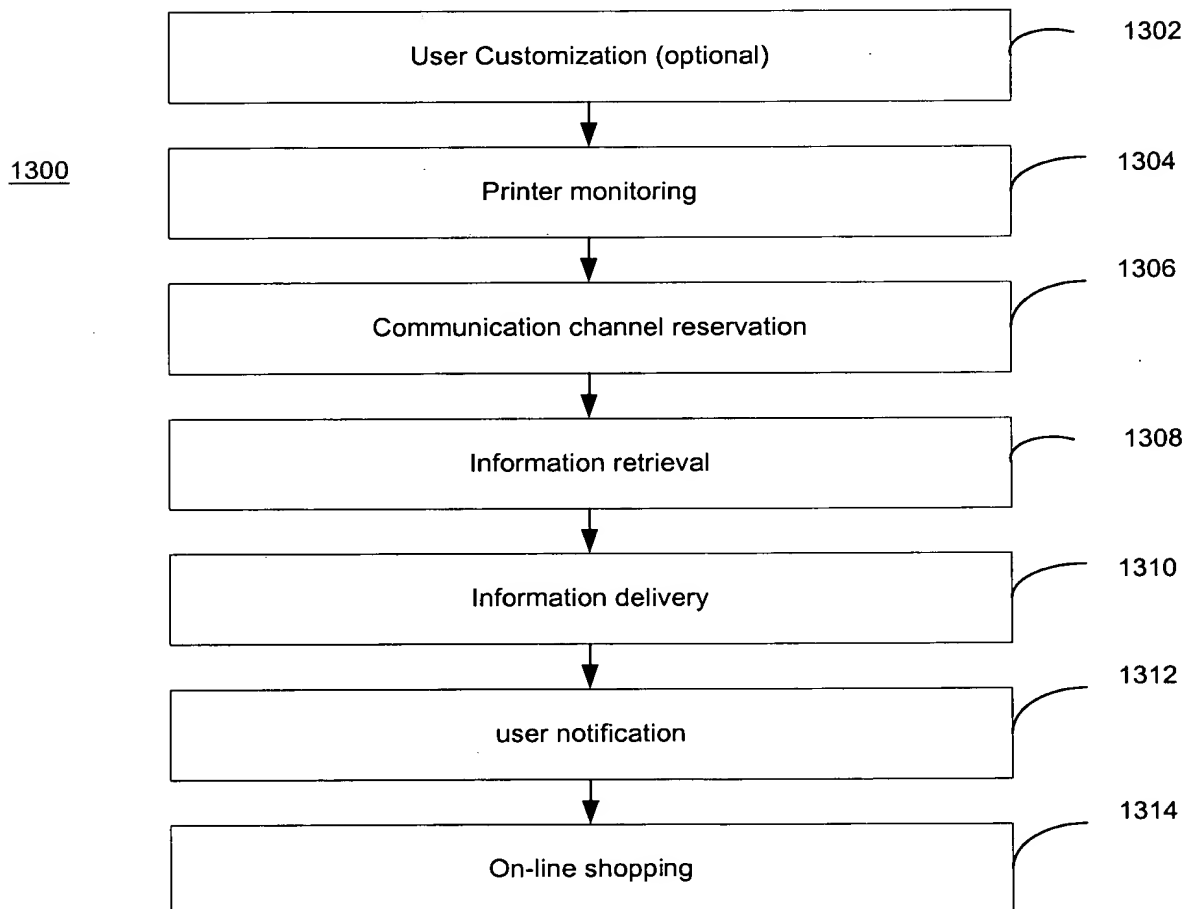 1302
User Customization (optional)
1300
1304
Printer monitoring
1306
Communication channel reservation
1308
Information retrieval
1310
Information delivery
1312
user notification
1314
On-line shopping